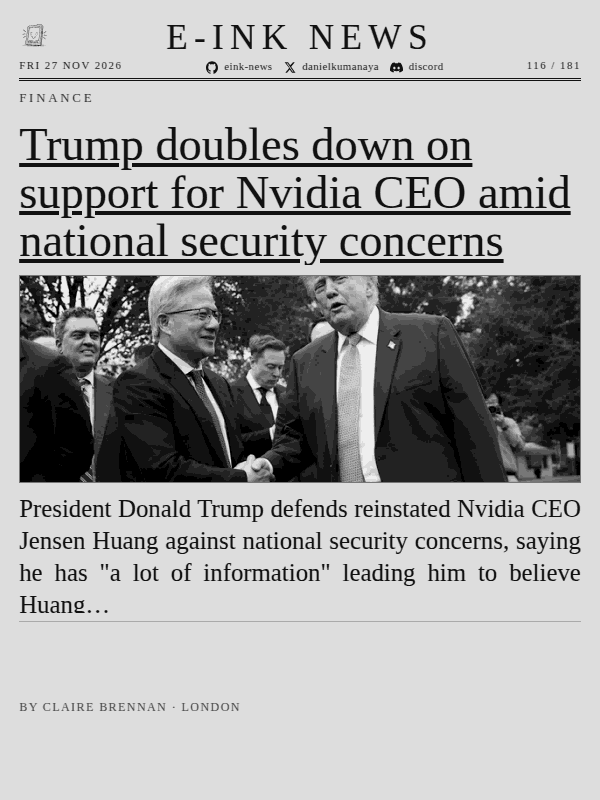 E-INK NEWS
FRI 27 NOV 2026
eink-news
danielkumanaya
discord
116 / 181
FINANCE
Trump doubles down on
support for Nvidia CEO amid
national security concerns
President Donald Trump defends reinstated Nvidia CEO
Jensen Huang against national security concerns, saying
he has "a lot of information" leading him to believe
Huang…
BY CLAIRE BRENNAN · LONDON